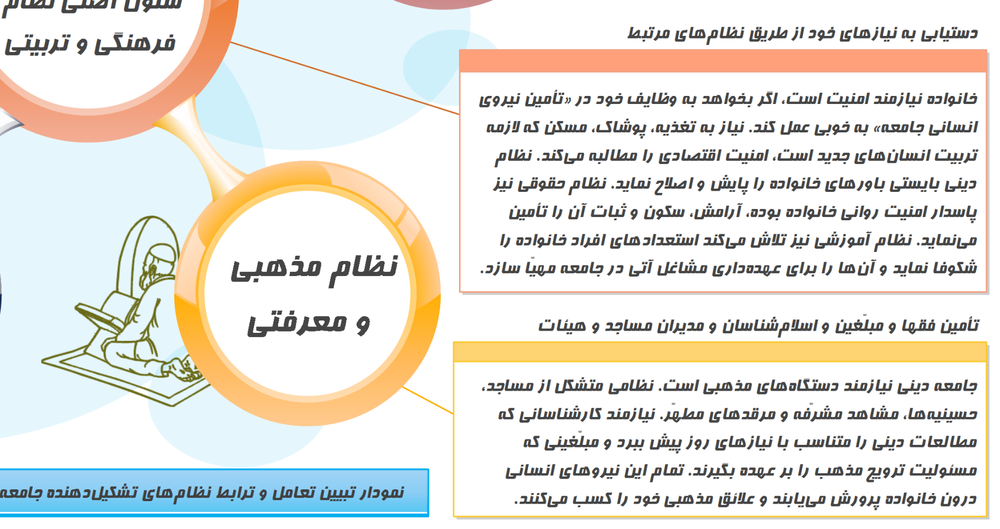 ستون اصلی نظام
فرهنگی و تربیتی
دستیابی به نیازهای خود از طریق نظام‌های مرتبط
خانواده نیازمند امنیت است، اگر بخواهد به وظایف خود در «تأمین نیروی
انسانی جامعه» به خوبی عمل کند. نیاز به تغذیه، پوشاک، مسکن که لازمه
تربیت انسان‌های جدید است، امنیت اقتصادی را مطالبه می‌کند. نظام
دینی بایستی باورهای خانواده را پایش و اصلاح نماید. نظام حقوقی نیز
پاسدار امنیت روانی خانواده بوده، آرامش، سکون و ثبات آن را تأمین
می‌نماید. نظام آموزشی نیز تلاش می‌کند استعدادهای افراد خانواده را
شکوفا نماید و آن‌ها را برای عهده‌داری مشاغل آتی در جامعه مهیّا سازد.
نظام مذهبی
و معرفتی
تأمین فقها و مبلّغین و اسلام‌شناسان و مدیران مساجد و هیئات
جامعه دینی نیازمند دستگاه‌های مذهبی است. نظامی متشکل از مساجد،
حسینیه‌ها، مشاهد مشرّفه و مرقدهای مطهّر. نیازمند کارشناسانی که
مطالعات دینی را متناسب با نیازهای روز پیش ببرد و مبلّغینی که
مسئولیت ترویج مذهب را بر عهده بگیرند. تمام این نیروهای انسانی
درون خانواده پرورش می‌یابند و علائق مذهبی خود را کسب می‌کنند.
نمودار تبیین تعامل و ترابط نظام‌های تشکیل‌دهنده جامعه